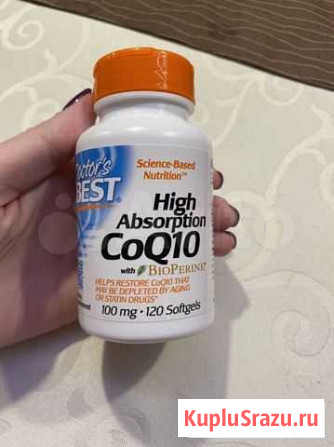 Doctor's
BEST
Science-Based
Nutrition™
High
Absorption
CoQ10
with BIOPERINE®
HELPS RESTORE COQ10 THAT
MAY BE DEPLETED BY AGING
OR STATIN DRUGS*
100 mg • 120 Softgels
KupluSrazu.ru